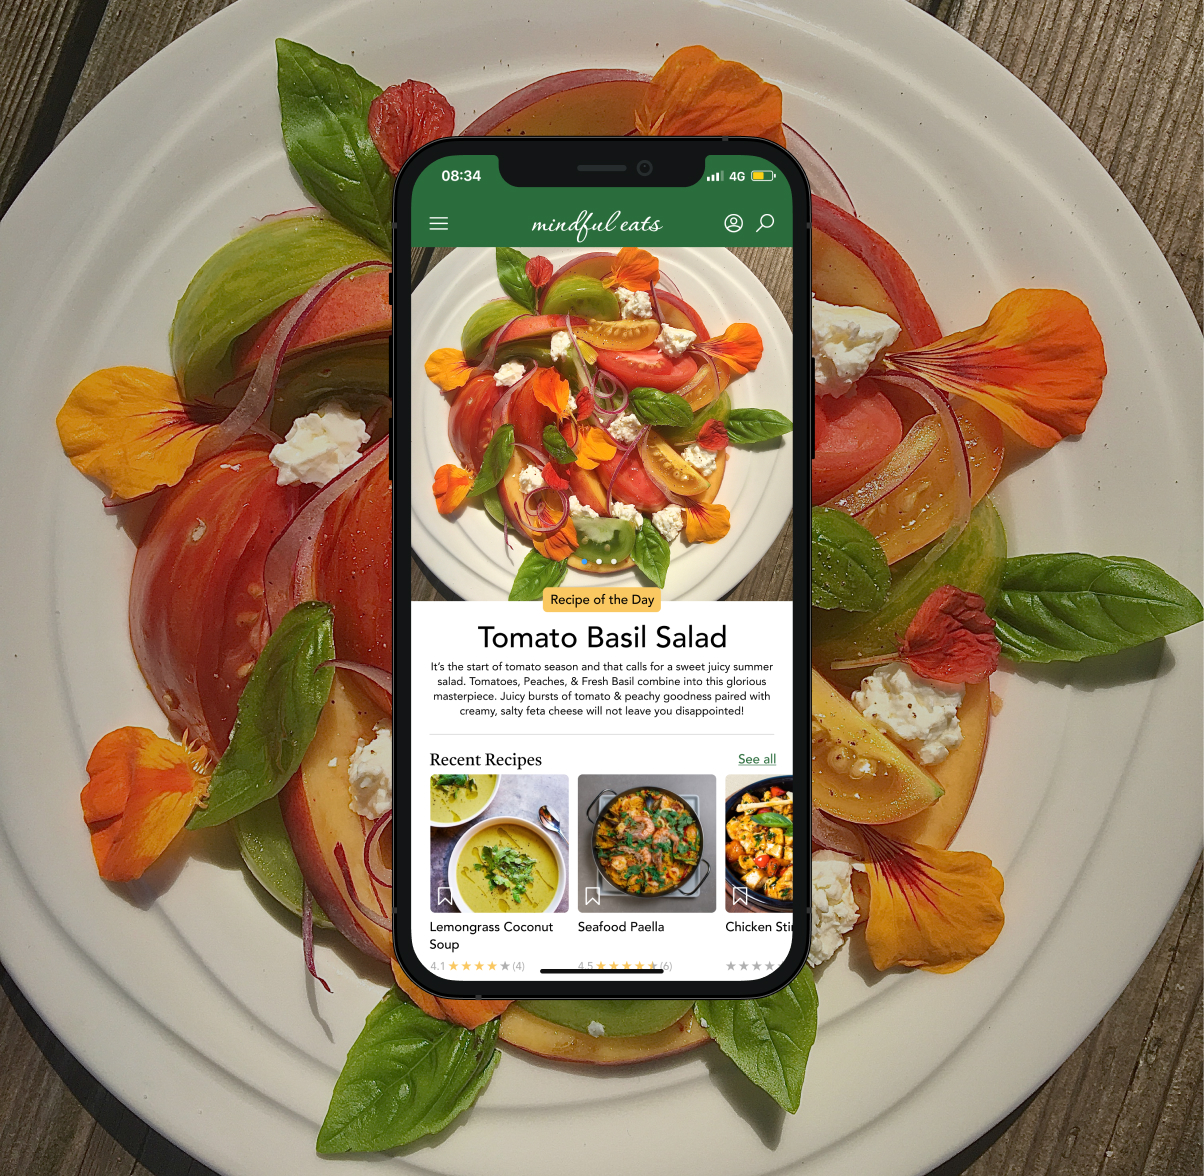 08:34 4G
mindful eats
Recipe of the Day
Tomato Basil Salad
It's the start of tomato season and that calls for a sweet juicy summer
salad. Tomatoes, Peaches, & Fresh Basil combine into this glorious
masterpiece. Juicy bursts of tomato & peachy goodness paired with
creamy, salty feta cheese will not leave you disappointed!
Recent Recipes See all
Lemongrass Coconut Seafood Paella Chicken
Soup
4.1 (4) 4.5 (6)